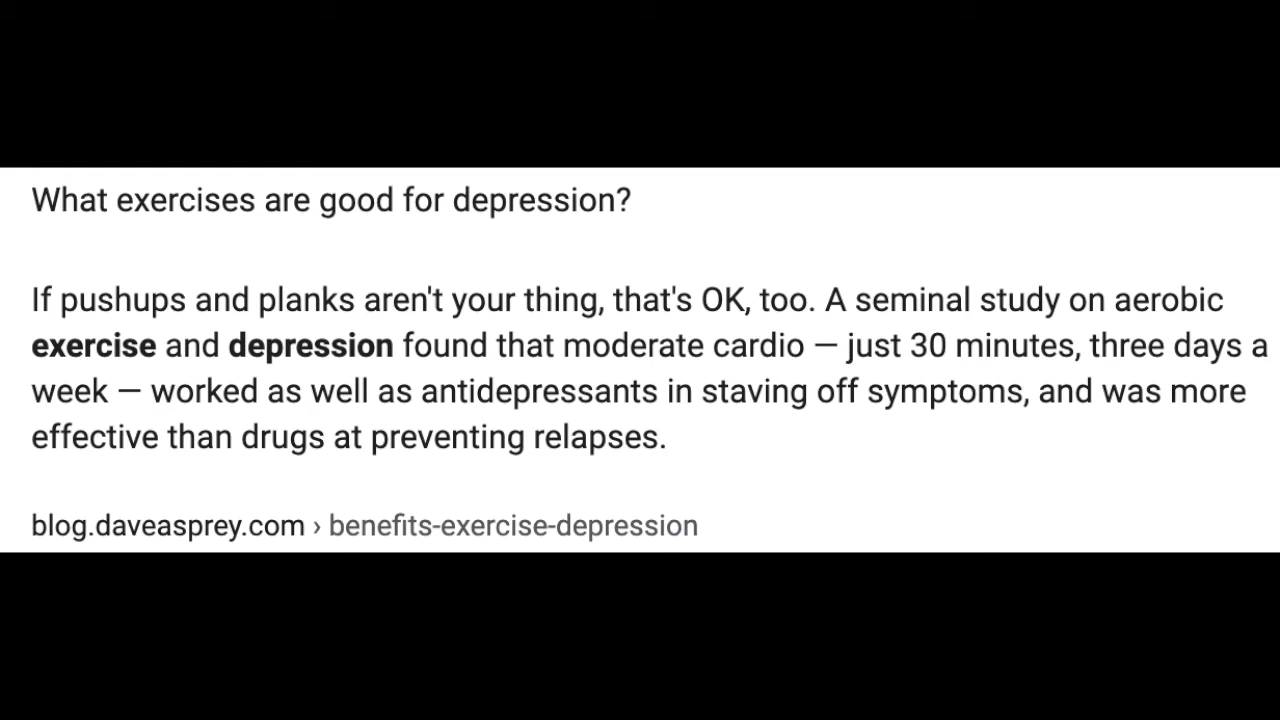 What exercises are good for depression?
If pushups and planks aren't your thing, that's OK, too. A seminal study on aerobic
exercise and depression found that moderate cardio — just 30 minutes, three days a
week — worked as well as antidepressants in staving off symptoms, and was more
effective than drugs at preventing relapses.
blog.daveasprey.com › benefits-exercise-depression